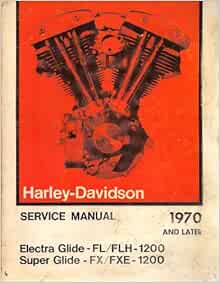 Harley-Davidson
SERVICE MANUAL 1970
AND LATER
Electra Glide - FL/FLH-1200
Super Glide - FX/FXE-1200